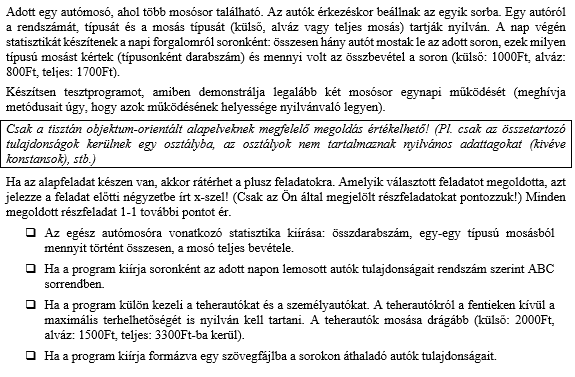 Adott egy autómosó, ahol több mosósor található. Az autók érkezéskor beállnak az egyik sorba. Egy autóról
a rendszámát, típusát és a mosás típusát (külső, alváz vagy teljes mosás) tartják nyilván. A nap végén
statisztikát készítenek a napi forgalomról soronként: összesen hány autót mostak le az adott soron, ezek milyen
típusú mosást kértek (típusonként darabszám) és mennyi volt az összbevétel a soron (külső: 1000Ft, alváz:
800Ft, teljes: 1700Ft).
Készítsen tesztprogramot, amiben demonstrálja legalább két mosósor egynapi működését (meghívja
metódusait úgy, hogy azok működésének helyessége nyilvánvaló legyen).
Csak a tisztán objektum-orientált alapelveknek megfelelő megoldás értékelhető! (Pl. csak az összetartozó
tulajdonságok kerülnek egy osztályba, az osztályok nem tartalmaznak nyilvános adattagokat (kivéve
konstansok), stb.)
Ha az alapfeladat készen van, akkor rátérhet a plusz feladatokra. Amelyik választott feladatot megoldotta, azt
jelezze a feladat előtti négyzetbe írt x-szel! (Csak az Ön által megjelölt részfeladatokat pontozzuk!) Minden
megoldott részfeladat 1-1 további pontot ér.
❑ Az egész autómosóra vonatkozó statisztika kiírása: összdarabszám, egy-egy típusú mosásból
mennyit történt összesen, a mosó teljes bevétele.
❑ Ha a program kiírja soronként az adott napon lemosott autók tulajdonságait rendszám szerint ABC
sorrendben.
❑ Ha a program külön kezeli a teherautókat és a személyautókat. A teherautókról a fentieken kívül a
maximális terhelhetőségét is nyilván kell tartani. A teherautók mosása drágább (külső: 2000Ft,
alváz: 1500Ft, teljes: 3300Ft-ba kerül).
❑ Ha a program kiírja formázva egy szövegfájlba a sorokon áthaladó autók tulajdonságait.